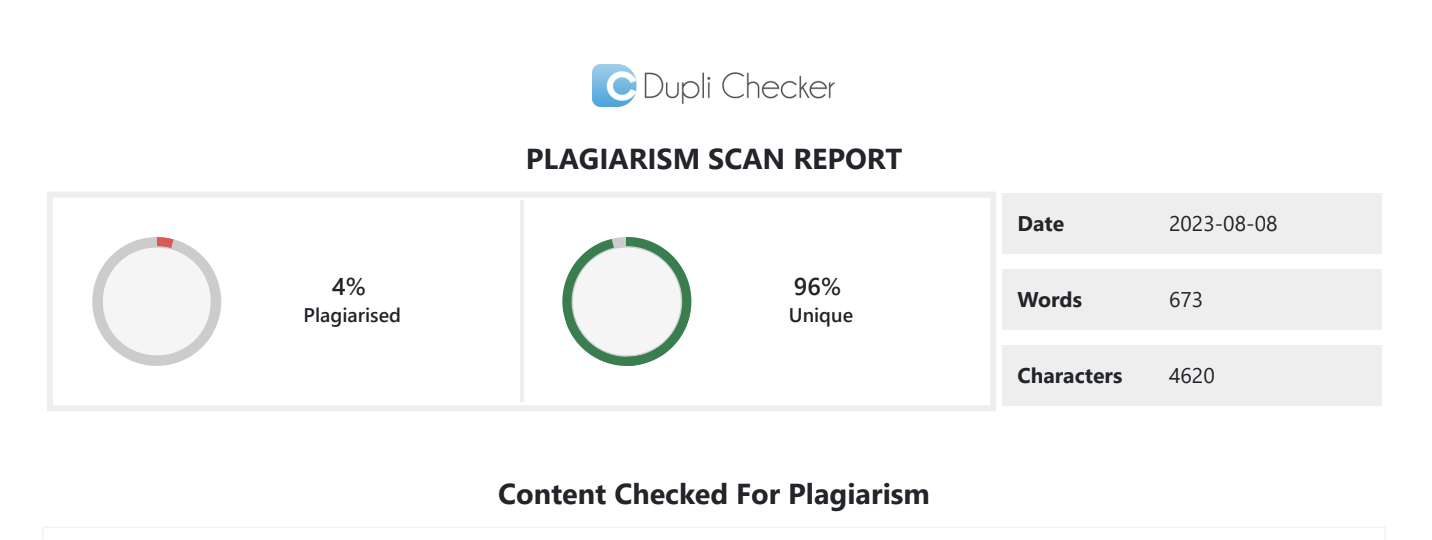 Dupli Checker
PLAGIARISM SCAN REPORT
4%
Plagiarised
96%
Unique
Date 2023-08-08
Words 673
Characters 4620
Content Checked For Plagiarism